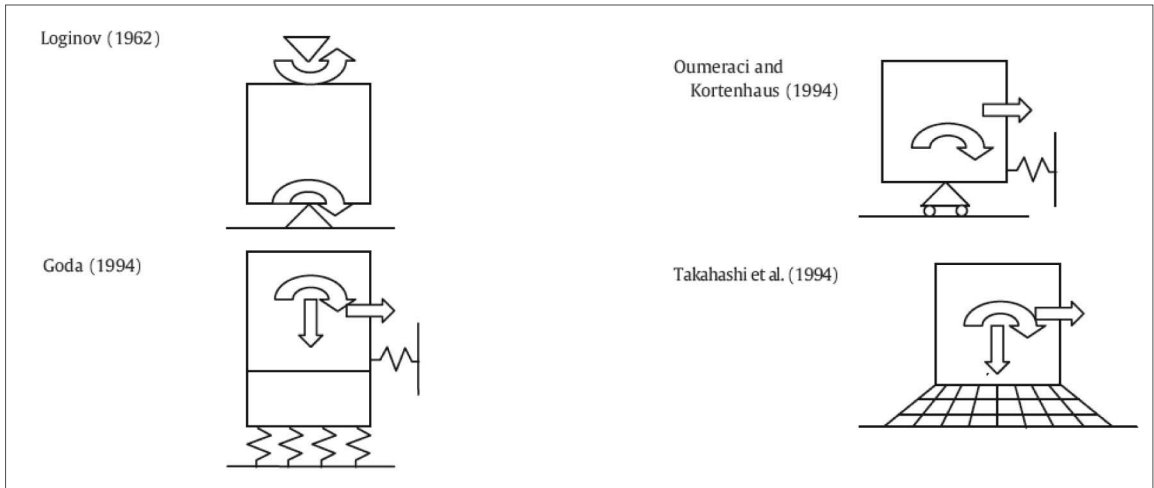 Loginov (1962)
Oumeraci and
Kortenhaus (1994)
Goda (1994)
Takahashi et al. (1994)